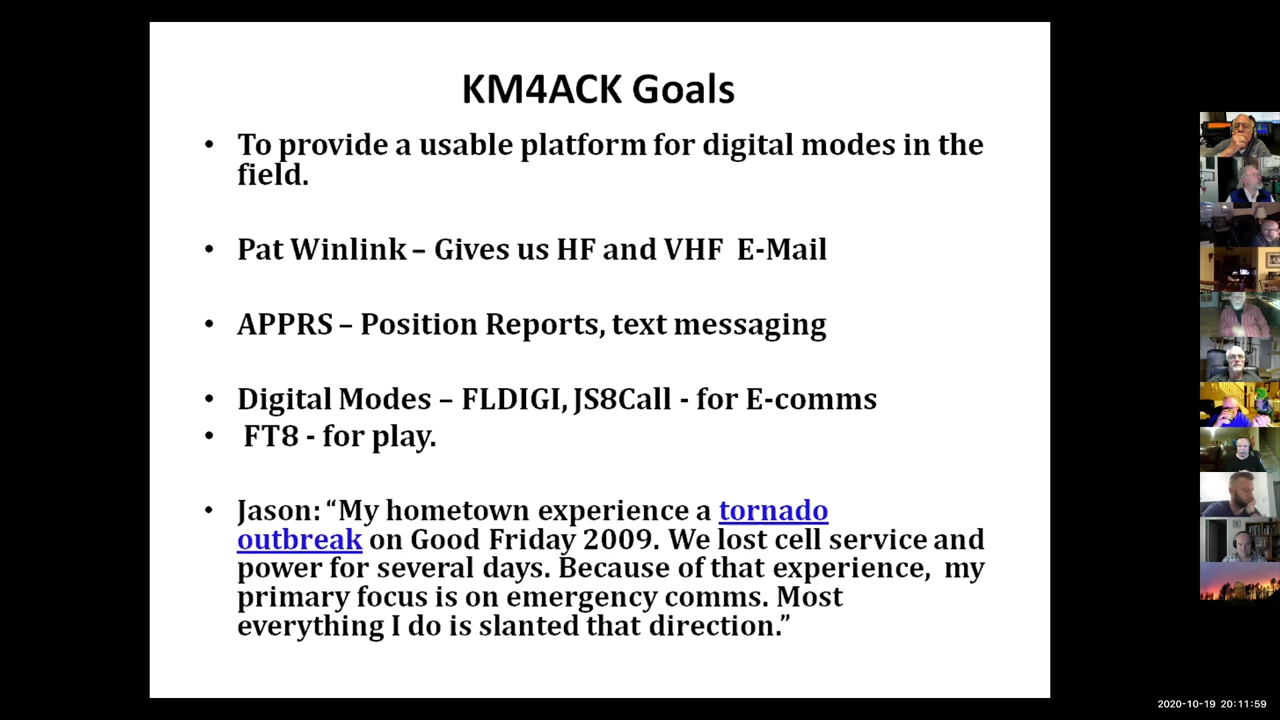 KM4ACK Goals
• To provide a usable platform for digital modes in the
field.
• Pat Winlink – Gives us HF and VHF  E-Mail
• APPRS – Position Reports, text messaging
• Digital Modes – FLDIGI, JS8Call - for E-comms
• FT8 - for play.
• Jason: “My hometown experience a tornado
outbreak on Good Friday 2009. We lost cell service and
power for several days. Because of that experience,  my
primary focus is on emergency comms. Most
everything I do is slanted that direction.”
2020-10-19 20:11:59